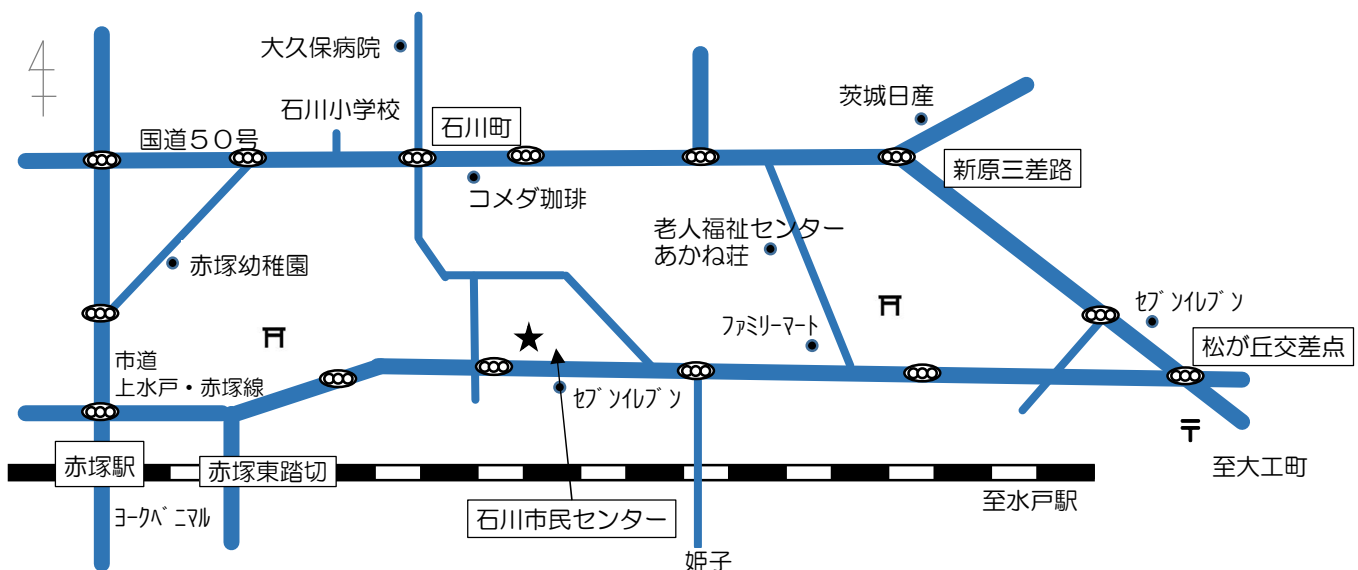 大久保病院
茨城日産
石川小学校
石川町
国道50号
新原三差路
コメダ珈琲
老人福祉センター
あかね荘
赤塚幼稚園
ｾﾌﾞﾝｲﾚﾌﾞﾝ
ﾌｧﾐﾘｰﾏｰﾄ
松が丘交差点
市道
上水戸・赤塚線
ｾﾌﾞﾝｲﾚﾌﾞﾝ
〒
赤塚駅
赤塚東踏切
至大工町
至水戸駅
ﾖｰｸﾍﾞﾆﾏﾙ
石川市民センター
姫子